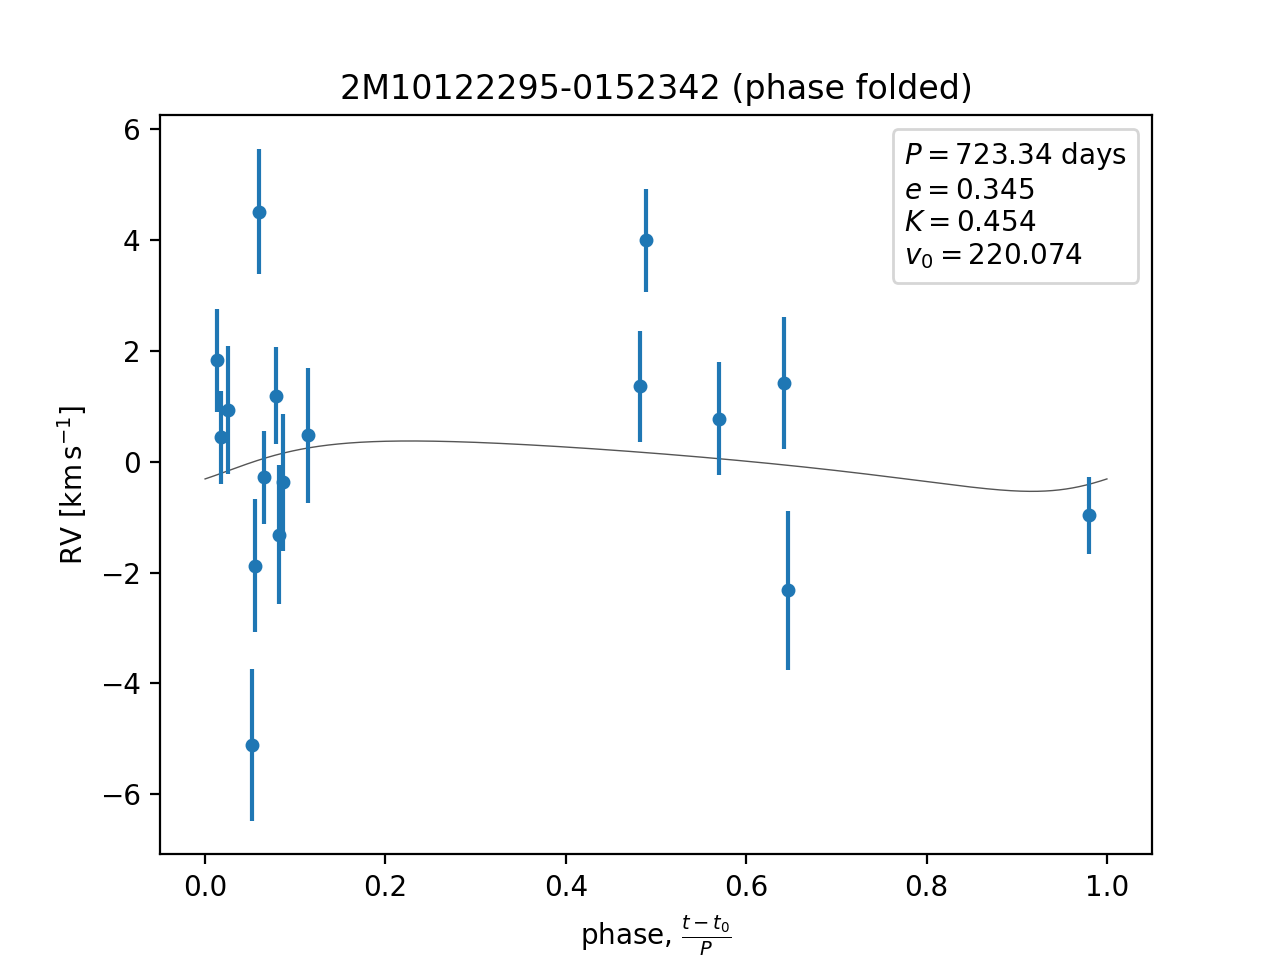 2M10122295-0152342 (phase folded)
P = 723.34 days
e = 0.345
K = 0.454
v₀ = 220.074
6
4
2
0
−2
−4
−6
RV [km s⁻¹]
0.0 0.2 0.4 0.6 0.8 1.0
phase, (t − t₀)/P